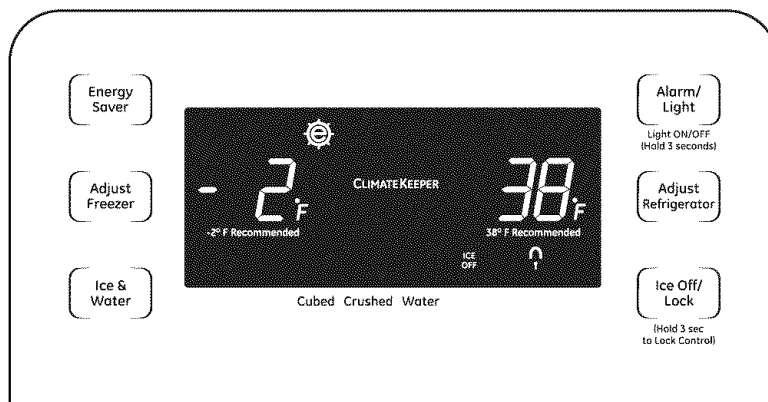 Energy
Saver
Alarm/
Light
Light ON/OFF
(Hold 3 seconds)
e
- 2°F
CLIMATEKEEPER
38°F
Adjust
Freezer
Adjust
Refrigerator
-2° F Recommended
38° F Recommended
ICE
OFF
Ice &
Water
Ice Off/
Lock
Cubed Crushed Water
(Hold 3 sec
to Lock Control)